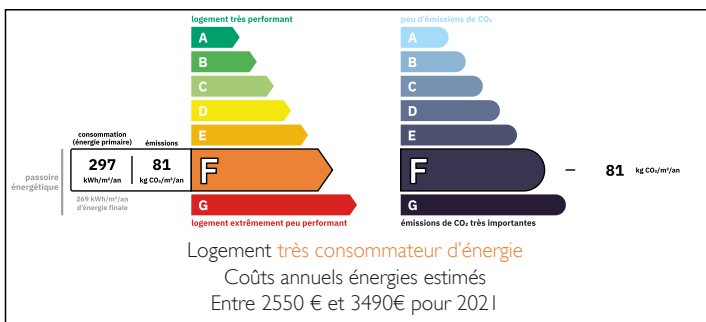 logement très performant
A
B
C
D
E
consommation
(énergie primaire)
émissions
297
kWh/m²/an
81
kg CO₂/m²/an
F
passoire
énergétique
269 kWh/m²/an
d'énergie finale
G
logement extrêmement peu performant
peu d'émissions de CO₂
A
B
C
D
E
F
81 kg CO₂/m²/an
G
émissions de CO₂ très importantes
Logement très consommateur d'énergie
Coûts annuels énergies estimés
Entre 2550 € et 3490€ pour 2021